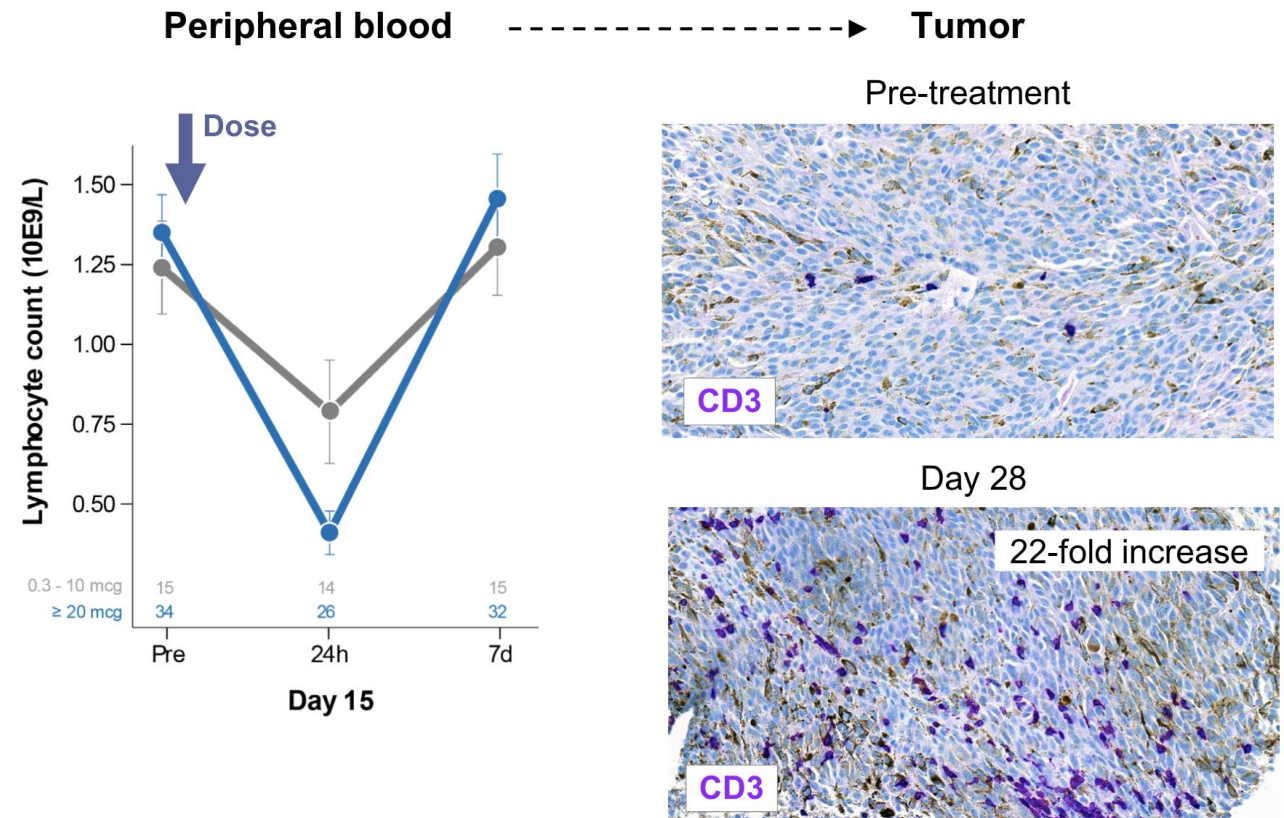 Peripheral blood
Tumor
Dose
Lymphocyte count (10E9/L)
1.50
1.25
1.00
0.75
0.50
0.3 - 10 mcg 15 14 15
≥ 20 mcg 34 26 32
Pre 24h 7d
Day 15
Pre-treatment
CD3
Day 28
22-fold increase
CD3